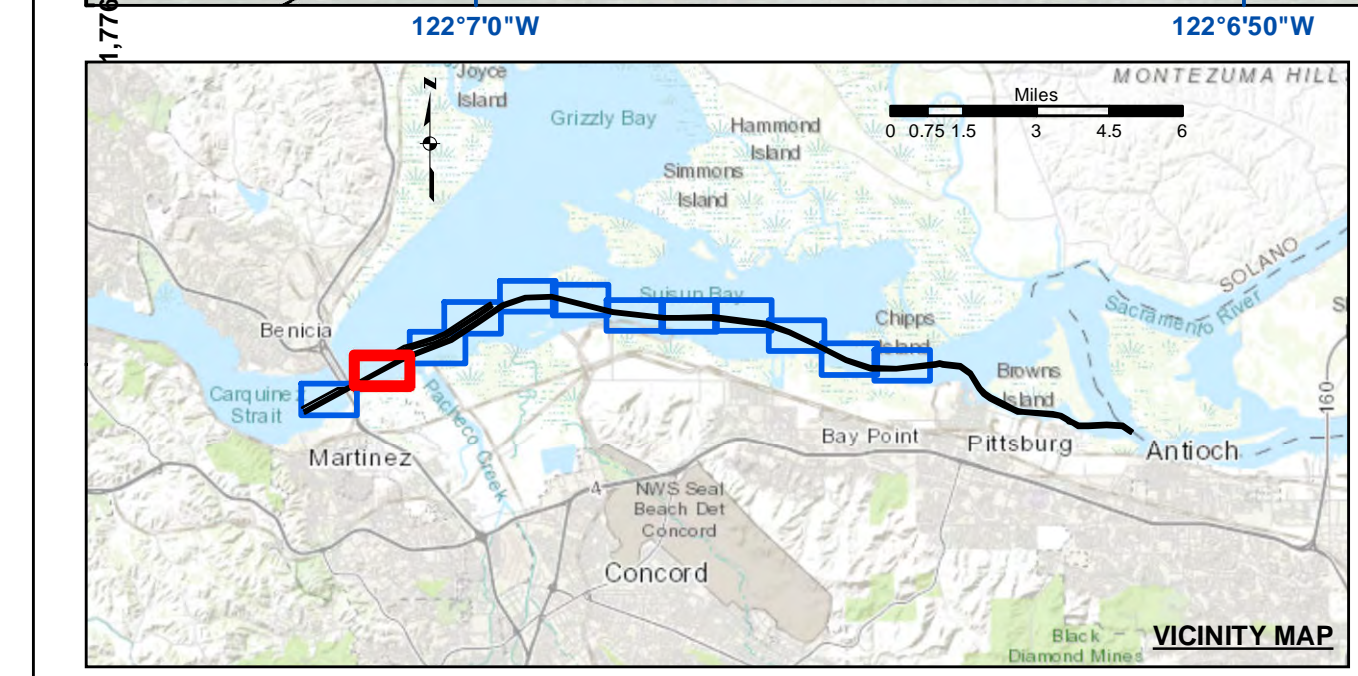 1,776
122°7'0"W
122°6'50"W
Joyce
Island
N
Grizzly Bay
MONTEZUMA HILL
Miles
0 0.75 1.5 3 4.5 6
Hammond
Island
Simmons
Island
SOLANO
Sacramento River
Suisun Bay
Chipps
Island
Benicia
Browns
Island
Carquinez
Strait
Pacheco Creek
160
Bay Point
Pittsburg
Antioch
Martinez
4
NWS Seal
Beach Det
Concord
Concord
Black
Diamond Mines
VICINITY MAP